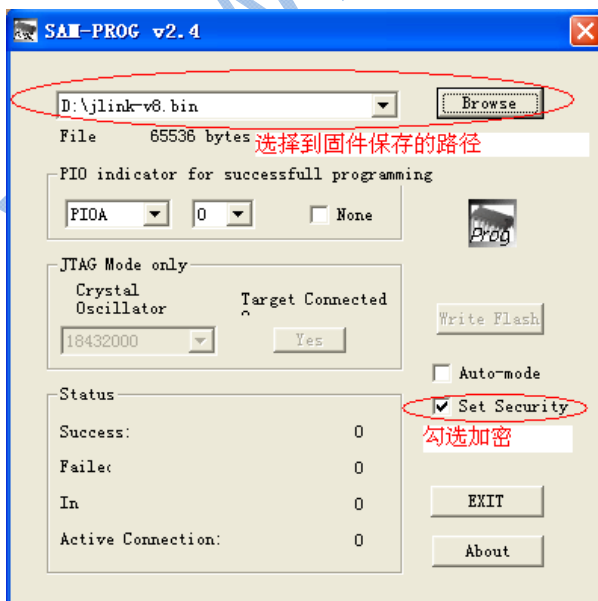 SAM-PROG v2.4
D:\jlink-v8.bin
Browse
File 65536 bytes
选择到固件保存的路径
PIO indicator for successfull programming
PIOA 0 None
Prog
JTAG Mode only
Crystal
Oscillator
Target Connected
18432000 Yes
Write Flash
Auto-mode
Status
Set Security
Success: 0
勾选加密
Faile
0
In 0
EXIT
Active Connection: 0
About